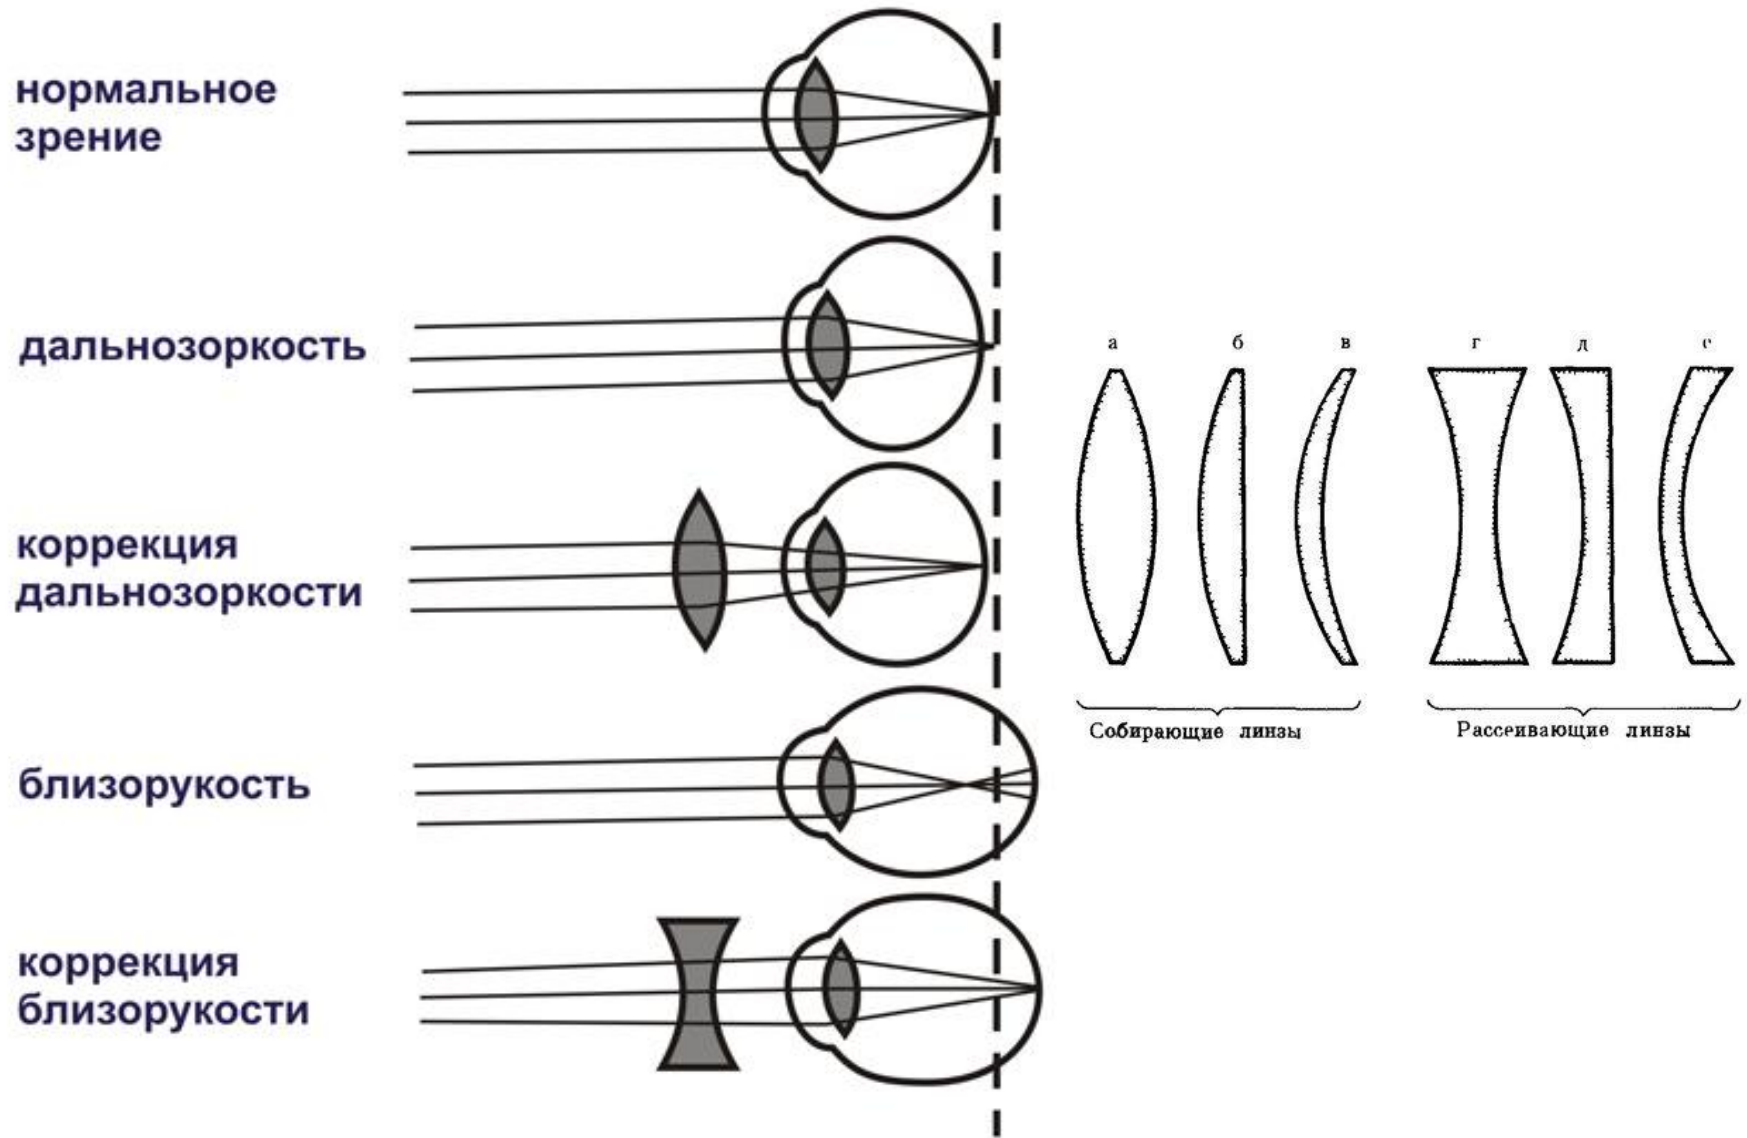 нормальное
зрение
дальнозоркость
коррекция
дальнозоркости
близорукость
коррекция
близорукости
а б в г д е
Собирающие линзы
Рассеивающие линзы